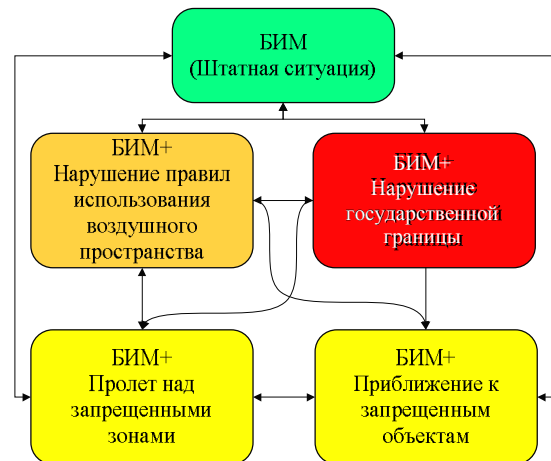 БИМ
(Штатная ситуация)
БИМ+
Нарушение правил
использования
воздушного
пространства
БИМ+
Нарушение
государственной
границы
БИМ+
Пролет над
запрещенными
зонами
БИМ+
Приближение к
запрещенным
объектам